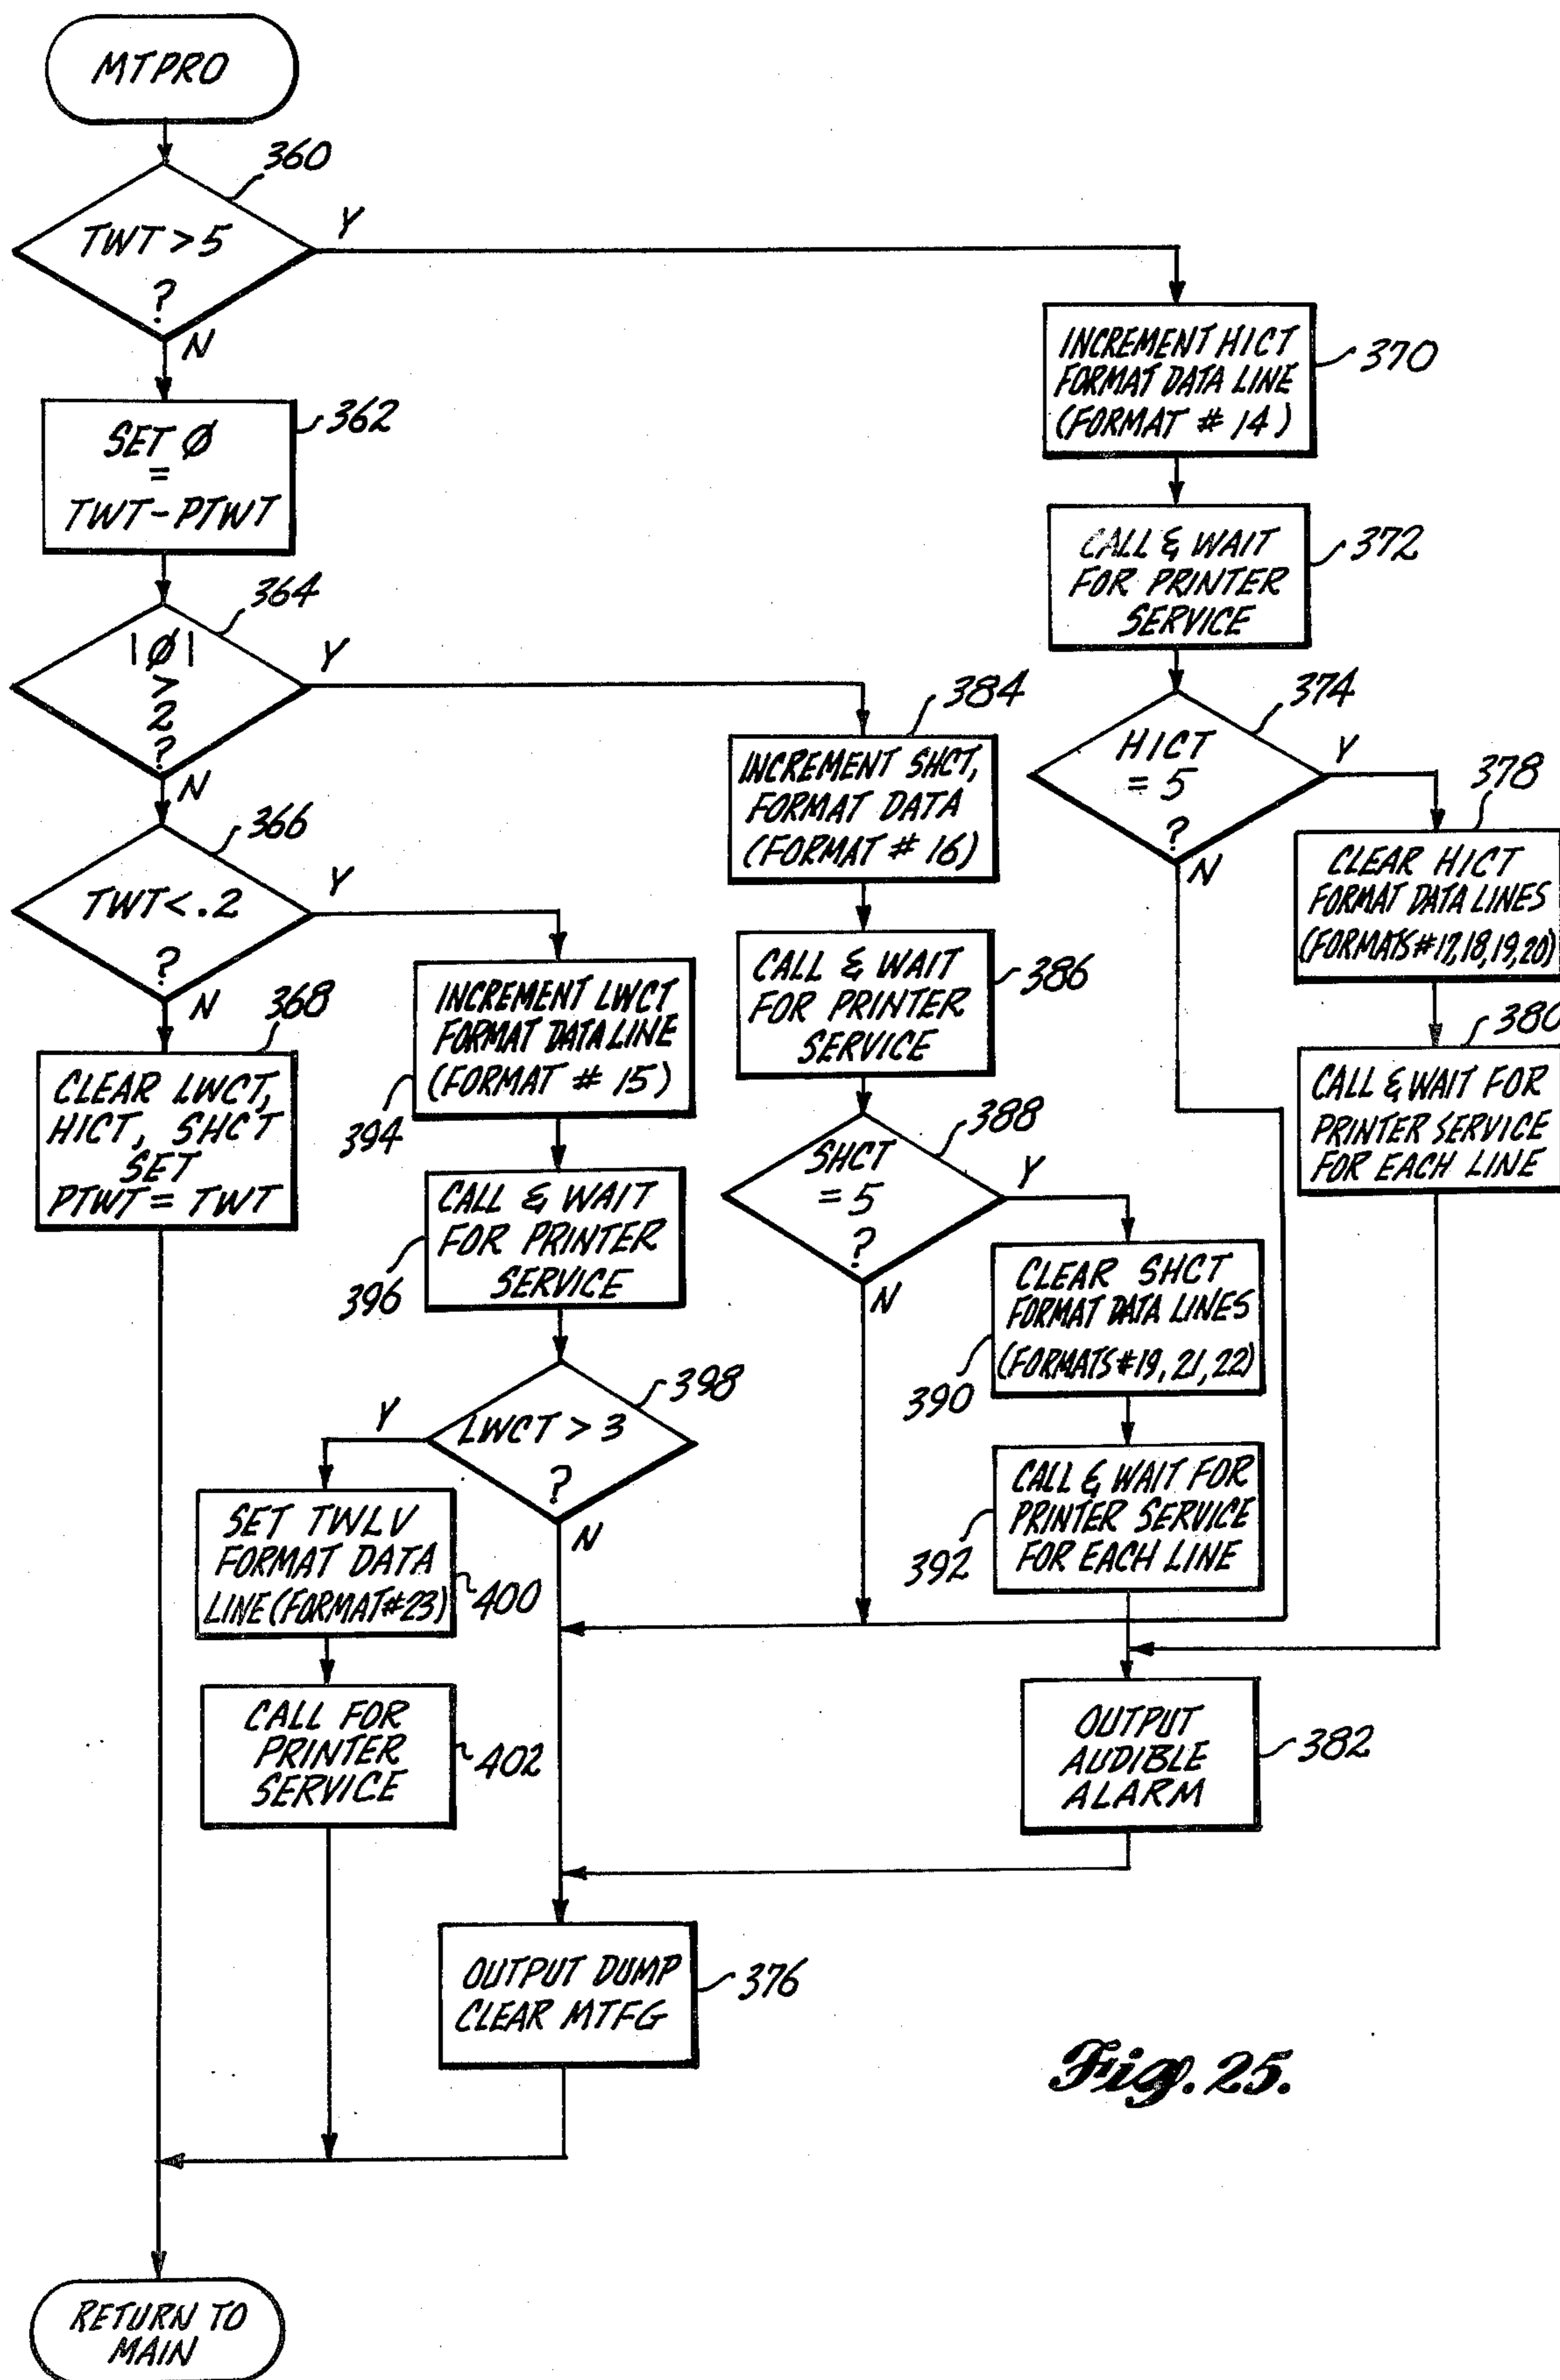 MTPRO
360
TWT > 5
?
Y
N
362
SET Ø
=
TWT - PTWT
364
|Ø|
>
2
?
Y
N
366
TWT < .2
?
Y
N
368
CLEAR LWCT,
HICT, SHCT
SET
PTWT = TWT
370
INCREMENT HICT
FORMAT DATA LINE
(FORMAT # 14)
372
CALL & WAIT
FOR PRINTER
SERVICE
374
HICT
= 5
?
Y
N
378
CLEAR HICT
FORMAT DATA LINES
(FORMATS #17, 18, 19, 20)
380
CALL & WAIT FOR
PRINTER SERVICE
FOR EACH LINE
384
INCREMENT SHCT,
FORMAT DATA
(FORMAT # 16)
386
CALL & WAIT
FOR PRINTER
SERVICE
388
SHCT
= 5
?
Y
N
390
CLEAR SHCT
FORMAT DATA LINES
(FORMATS #19, 21, 22)
392
CALL & WAIT FOR
PRINTER SERVICE
FOR EACH LINE
382
OUTPUT
AUDIBLE
ALARM
394
INCREMENT LWCT
FORMAT DATA LINE
(FORMAT # 15)
396
CALL & WAIT
FOR PRINTER
SERVICE
398
LWCT > 3
?
Y
N
400
SET TWLV
FORMAT DATA
LINE (FORMAT #23)
402
CALL FOR
PRINTER
SERVICE
376
OUTPUT DUMP
CLEAR MTFG
RETURN TO
MAIN
Fig. 25.